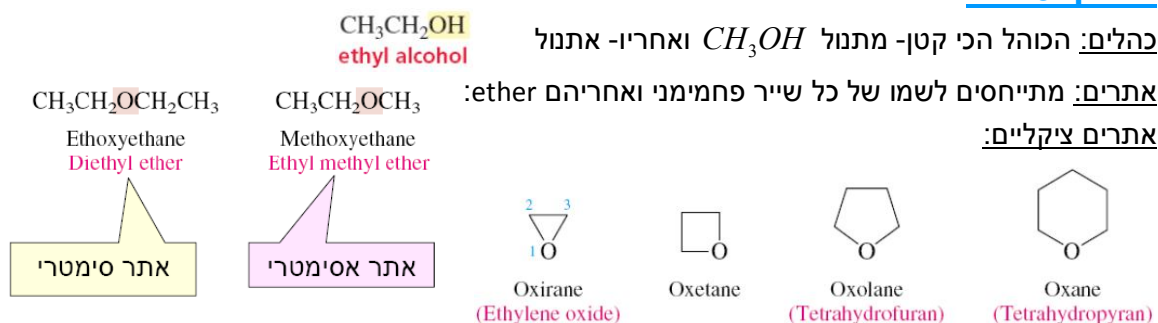 CH₃CH₂OH
ethyl alcohol
כהלים: הכוהל הכי קטן- מתנול CH₃OH ואחריו- אתנול
אתרים: מתייחסים לשמו של כל שייר פחמימני ואחריהם ether:
אתרים ציקליים:
CH₃CH₂OCH₂CH₃
Ethoxyethane
Diethyl ether
אתר סימטרי
CH₃CH₂OCH₃
Methoxyethane
Ethyl methyl ether
אתר אסימטרי
2 3
1 O
Oxirane
(Ethylene oxide)
O
Oxetane
O
Oxolane
(Tetrahydrofuran)
O
Oxane
(Tetrahydropyran)